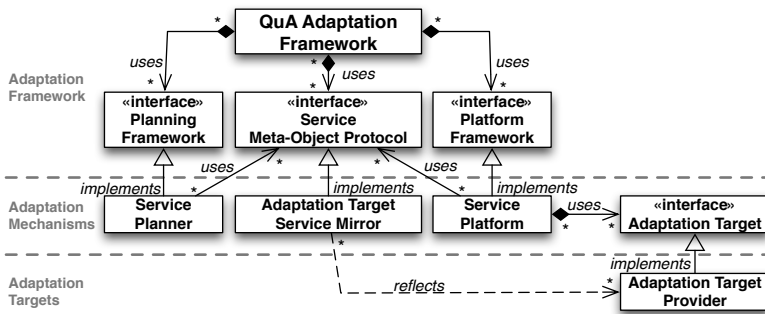 QuA Adaptation
Framework
* *
*
uses uses uses
* * *
Adaptation
Framework
«interface»
Planning
Framework
«interface»
Service
Meta-Object Protocol
«interface»
Platform
Framework
uses * * uses
implements * implements * implements
Adaptation
Mechanisms
Service
Planner
Adaptation Target
Service Mirror
Service
Platform
uses
* *
«interface»
Adaptation Target
*
implements
Adaptation
Targets
reflects
*
Adaptation Target
Provider